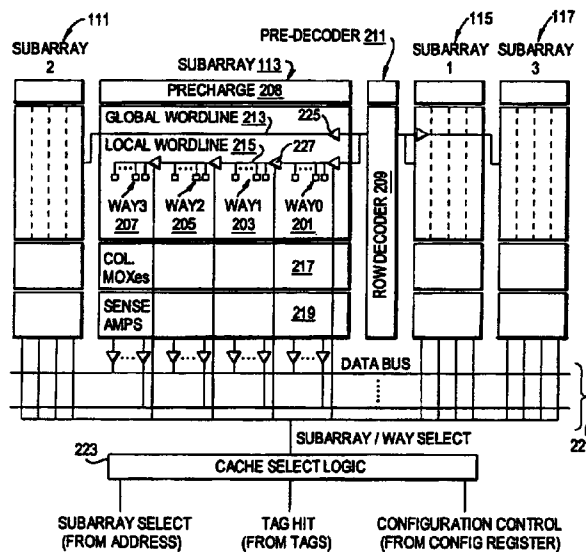 111
SUBARRAY
2
PRE-DECODER 211
SUBARRAY 113
115
SUBARRAY
1
117
SUBARRAY
3
PRECHARGE 208
GLOBAL WORDLINE 213
225
LOCAL WORDLINE 215
227
WAY3
207
WAY2
205
WAY1
203
WAY0
201
ROW DECODER 209
COL.
MOXes
217
SENSE
AMPS
219
DATA BUS
22
SUBARRAY / WAY SELECT
223
CACHE SELECT LOGIC
SUBARRAY SELECT
(FROM ADDRESS)
TAG HIT
(FROM TAGS)
CONFIGURATION CONTROL
(FROM CONFIG REGISTER)